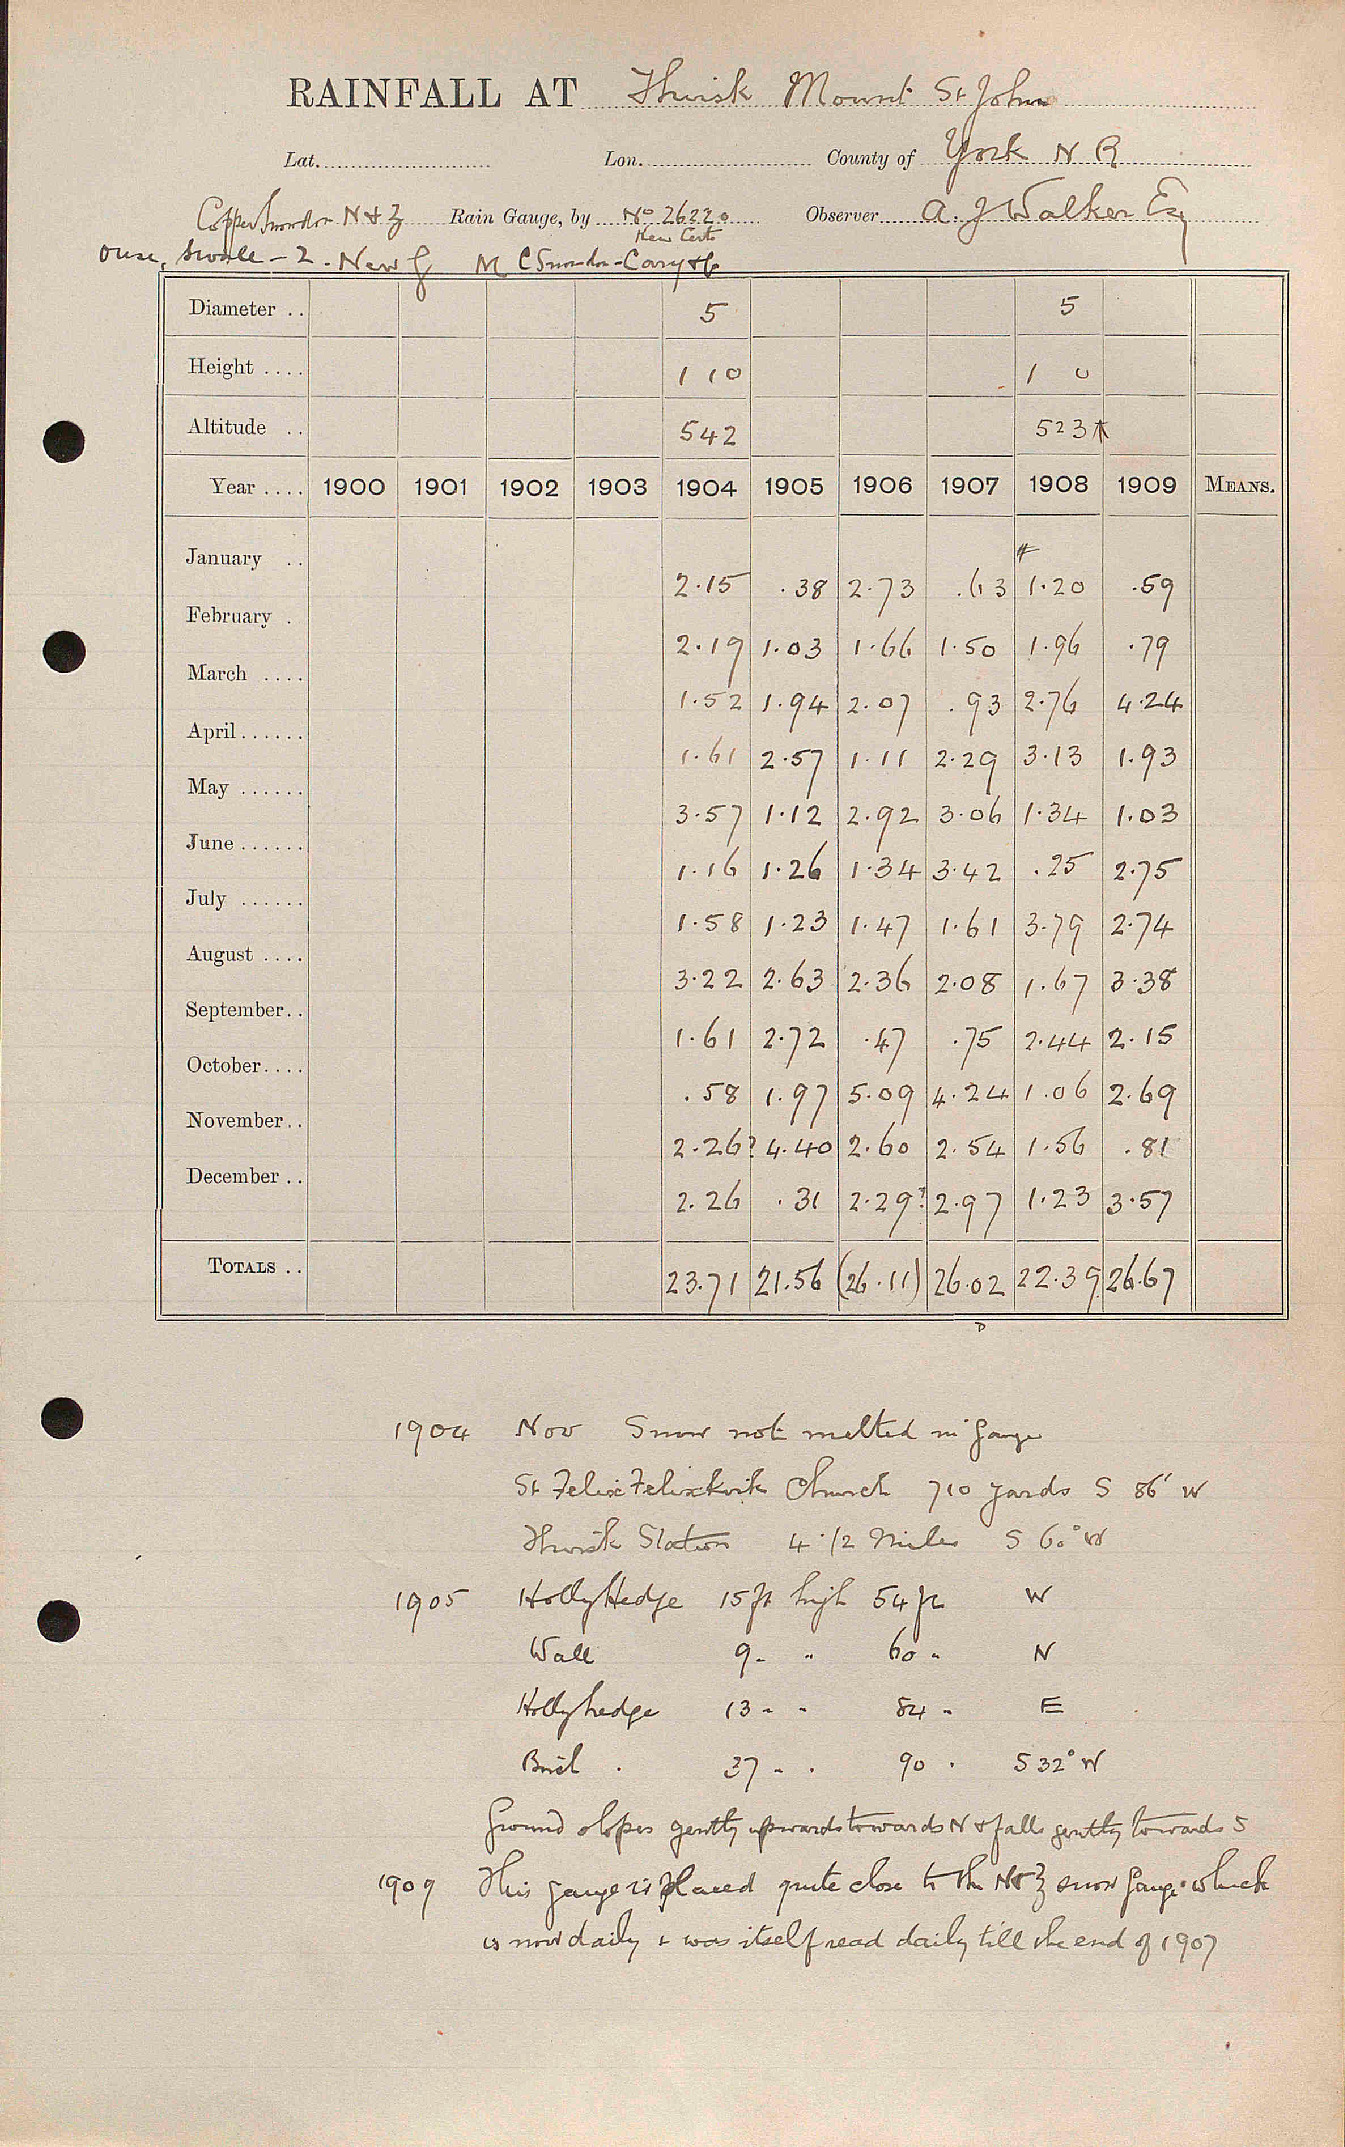 RAINFALL AT Thirsk Mount St John
Lat. Lon. County of York N R
Copper Snowdon N & Z Rain Gauge, by No 26220 Observer A. J Walker Esq
New Certs
Ouse, Swale - 2. New G M C Snowdon - Cary & Co
Diameter .. 5 5
Height .... 1 10 1 0
Altitude .. 542 523
Year .... 1900 1901 1902 1903 1904 1905 1906 1907 1908 1909 MEANS.
January .. 2.15 .38 2.73 .63 1.20 .59
February . 2.19 1.03 1.66 1.50 1.96 .79
March .... 1.52 1.94 2.07 .93 2.76 4.24
April...... 1.61 2.57 1.11 2.29 3.13 1.93
May ...... 3.57 1.12 2.92 3.06 1.34 1.03
June...... 1.16 1.26 1.34 3.42 .25 2.75
July ...... 1.58 1.23 1.47 1.61 3.79 2.74
August .... 3.22 2.63 2.36 2.08 1.67 3.38
September.. 1.61 2.72 .47 .75 2.44 2.15
October.... .58 1.97 5.09 4.24 1.06 2.69
November.. 2.26? 4.40 2.60 2.54 1.56 .81
December .. 2.26 .31 2.29? 2.97 1.23 3.57
TOTALS .. 23.71 21.56 (26.11) 26.02 22.39 26.67
D
1904 Nov Snow not melted in gauge
St Felix Felixkirk Church 710 yards S 86° W
Thirsk Station 4 1/2 Miles S 60° W
1905 Holly Hedge 15 ft high 54 ft W
Wall 9 " " 60 " N
Holly hedge 13 " " 84 " E
37 " " 90 " S 32° W
Ground slopes gently upwards towards N & falls gently towards S
1909 This gauge is placed quite close to the N & Z snow gauge which
is now daily & was itself read daily till the end of 1907